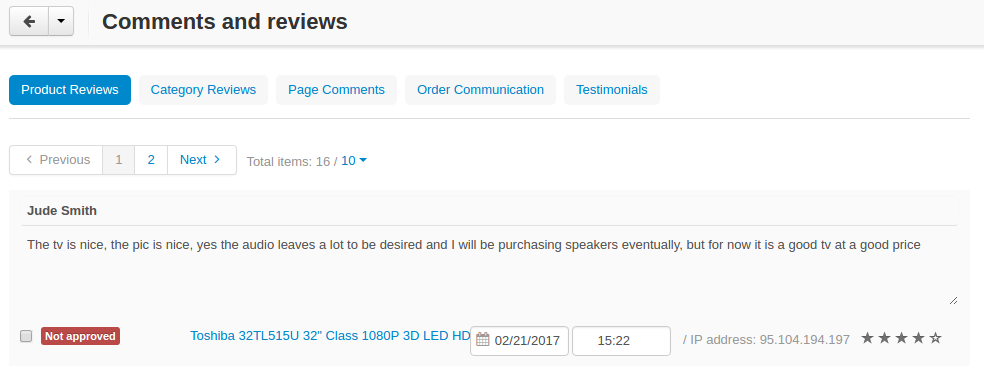 Comments and reviews
Product Reviews Category Reviews Page Comments Order Communication Testimonials
Previous 1 2 Next Total items: 16 / 10
Jude Smith
The tv is nice, the pic is nice, yes the audio leaves a lot to be desired and I will be purchasing speakers eventually, but for now it is a good tv at a good price
Not approved Toshiba 32TL515U 32" Class 1080P 3D LED HD 02/21/2017 15:22 / IP address: 95.104.194.197